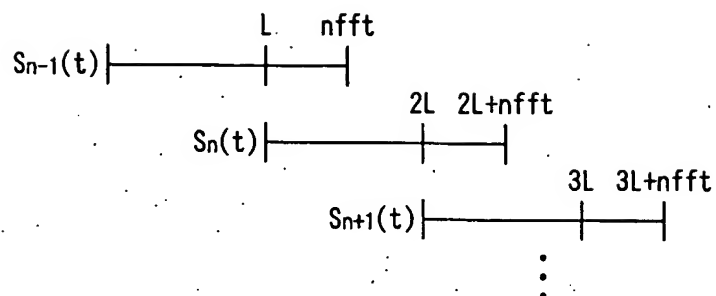 L nfft
Sn-1(t)
2L 2L+nfft
Sn(t)
3L 3L+nfft
Sn+1(t)